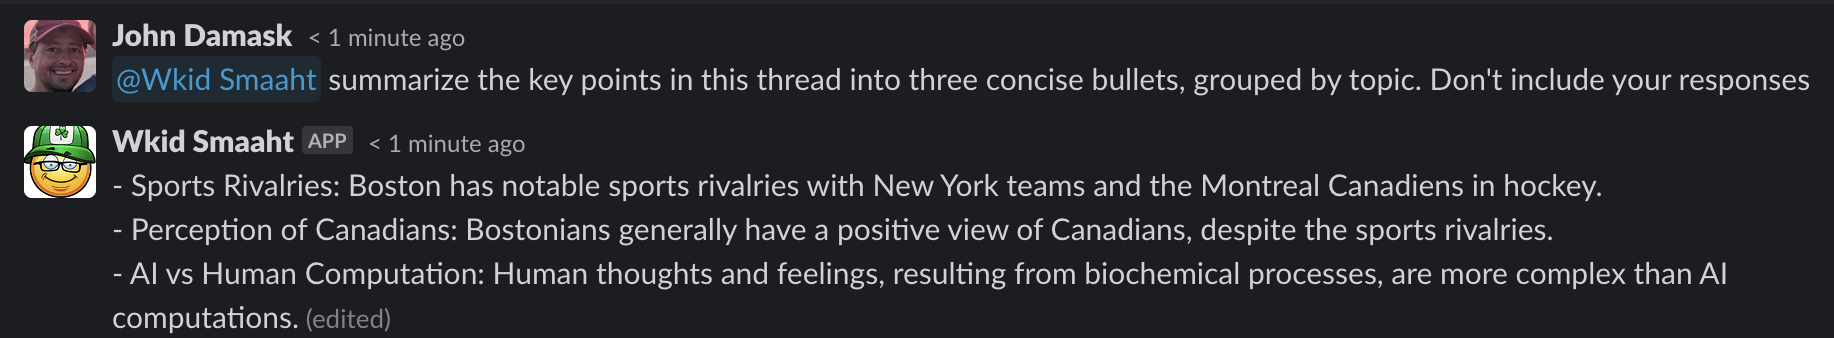 John Damask < 1 minute ago
@Wkid Smaaht summarize the key points in this thread into three concise bullets, grouped by topic. Don't include your responses
Wkid Smaaht APP < 1 minute ago
- Sports Rivalries: Boston has notable sports rivalries with New York teams and the Montreal Canadiens in hockey.
- Perception of Canadians: Bostonians generally have a positive view of Canadians, despite the sports rivalries.
- AI vs Human Computation: Human thoughts and feelings, resulting from biochemical processes, are more complex than AI
computations. (edited)